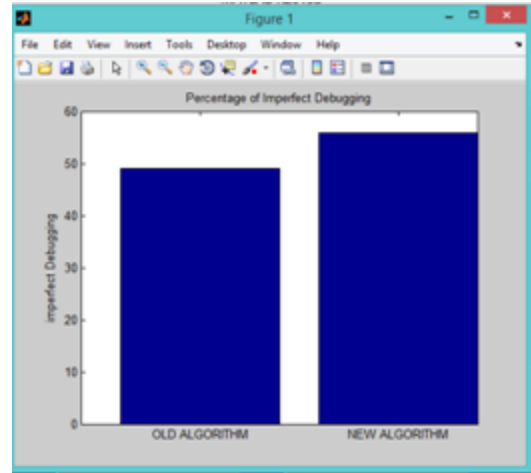 Figure 1
File Edit View Insert Tools Desktop Window Help
Percentage of Imperfect Debugging
60
50
40
30
20
10
0
imperfect Debugging
OLD ALGORITHM NEW ALGORITHM